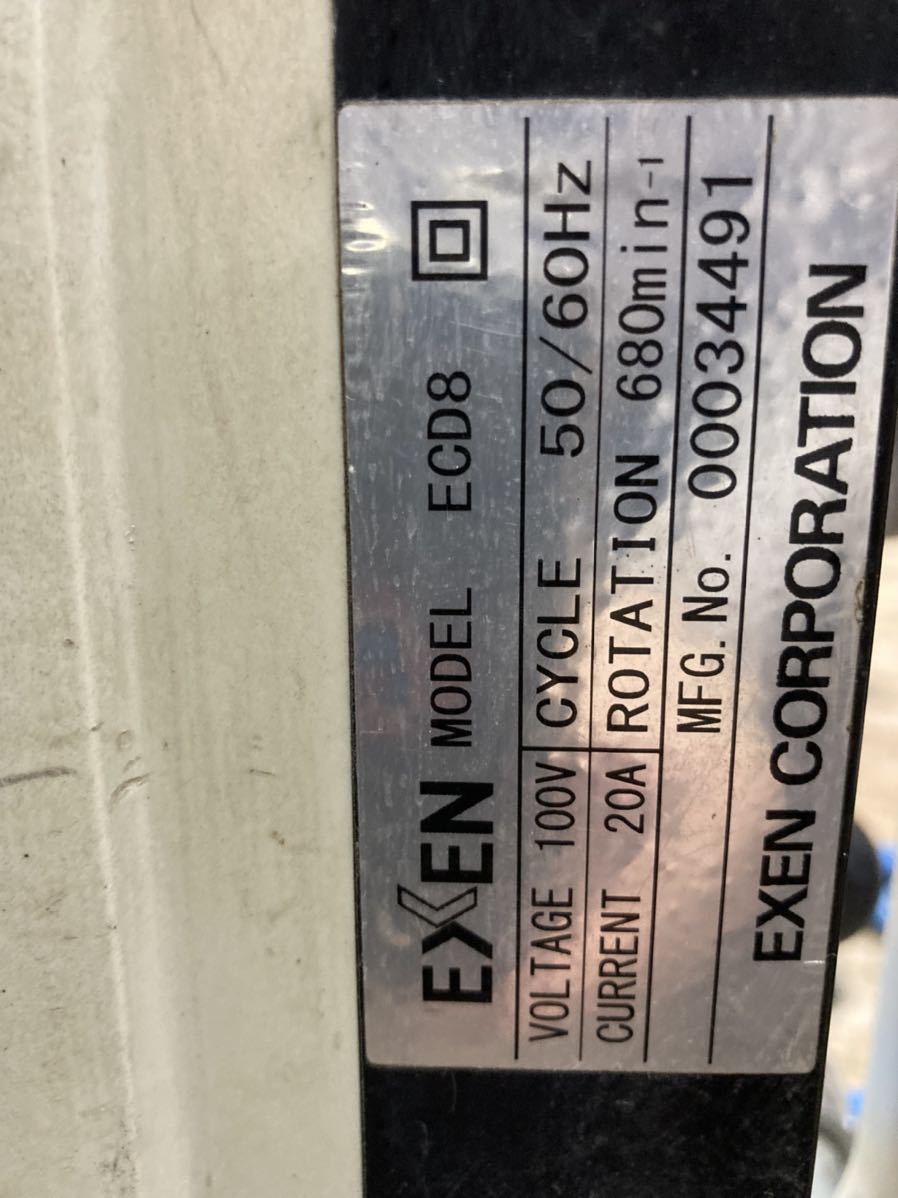 EXEN MODEL ECD8
VOLTAGE 100V CYCLE 50/60Hz
CURRENT 20A ROTATION 680min⁻¹
MFG.No. 00034491
EXEN CORPORATION